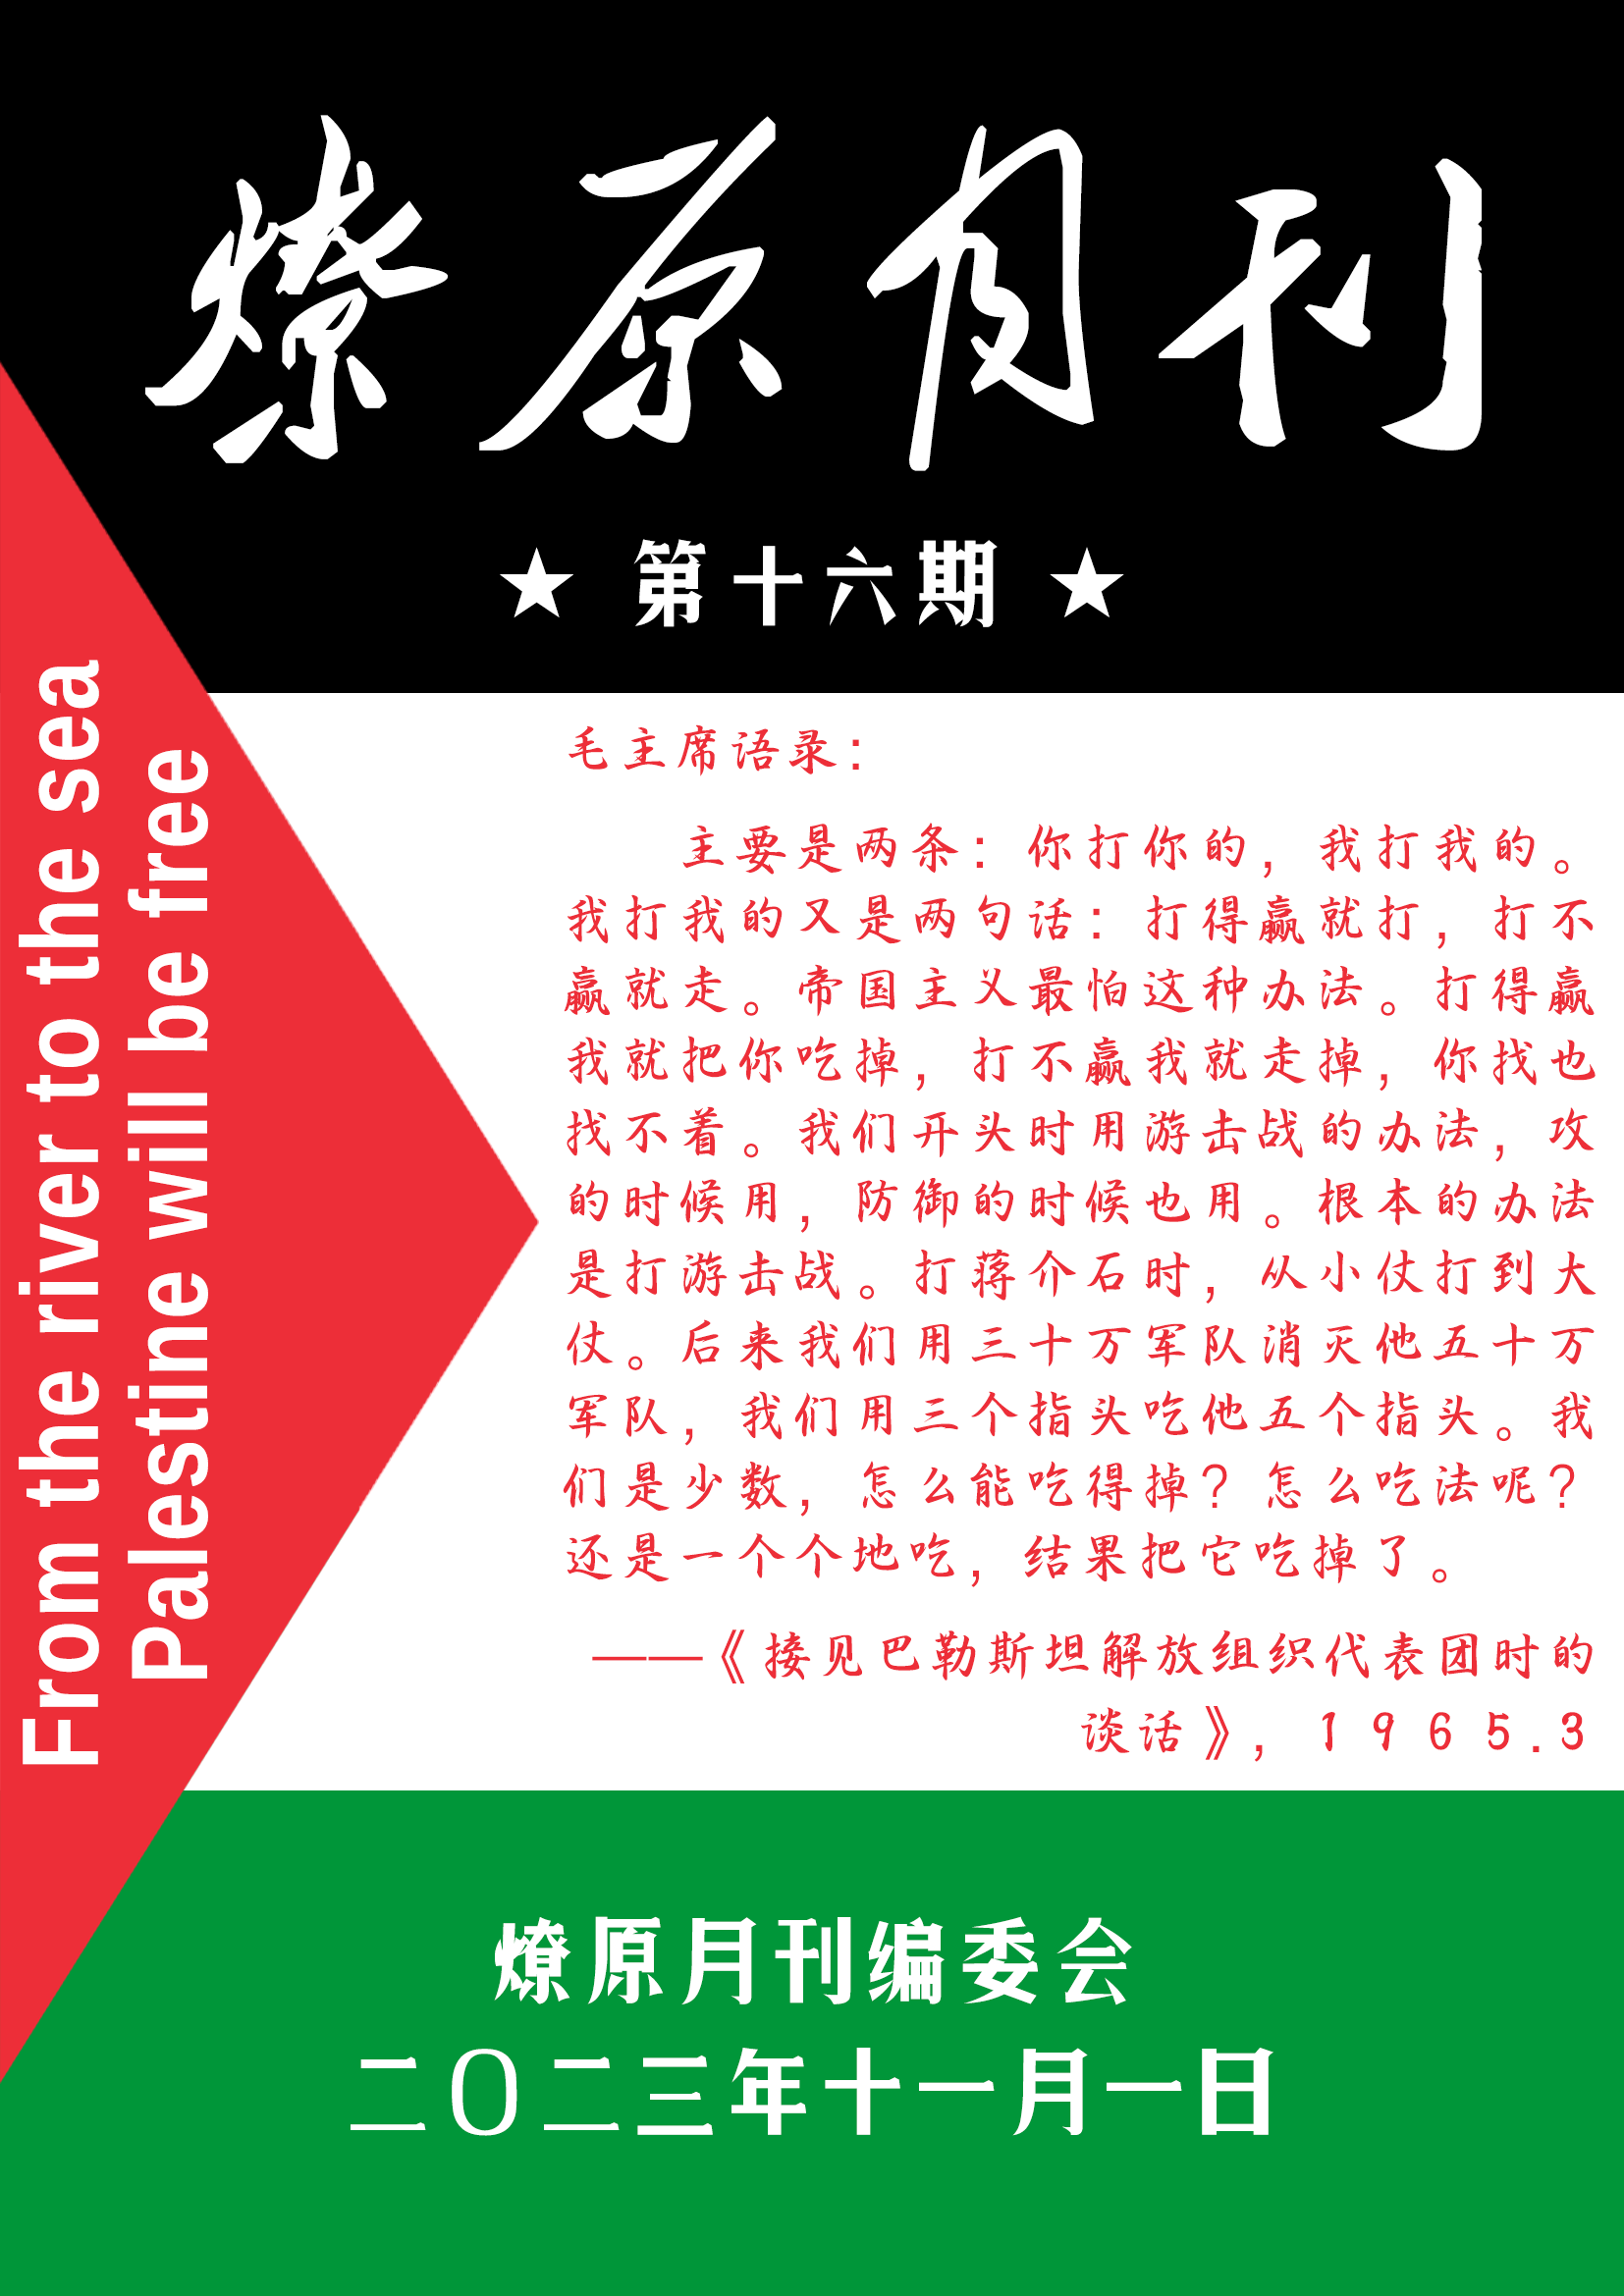 燎原周刊
★ 第十六期 ★
From the river to the sea
Palestine will be free
毛主席语录：
主要是两条：你打你的，我打我的。
我打我的又是两句话：打得赢就打，打不
赢就走。帝国主义最怕这种办法。打得赢
我就把你吃掉，打不赢我就走掉，你找也
找不着。我们开头时用游击战的办法，攻
的时候用，防御的时候也用。根本的办法
是打游击战。打蒋介石时，从小仗打到大
仗。后来我们用三十万军队消灭他五十万
军队，我们用三个指头吃他五个指头。我
们是少数，怎么能吃得掉？怎么吃法呢？
还是一个个地吃，结果把它吃掉了。
——《接见巴勒斯坦解放组织代表团时的
谈话》，1965.3
燎原月刊编委会
二〇二三年十一月一日